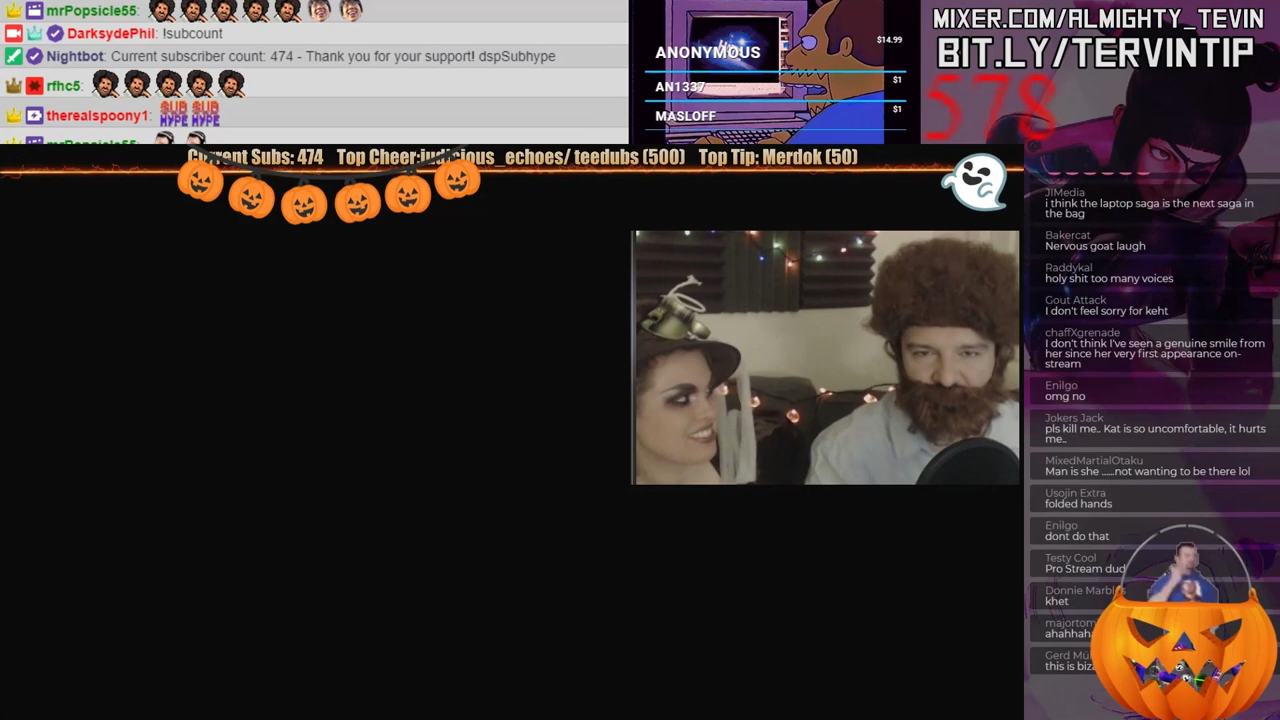 mrPopsicle55:
DarksydePhil: !subcount
Nightbot: Current subscriber count: 474 - Thank you for your support! dspSubhype
rfhc5:
therealspoony1: SUB HYPE SUB HYPE
mrPopsicle55:
ANONYMOUS $14.99
AN1337 $1
MASLOFF $1
MIXER.COM/ALMIGHTY_TEVIN
BIT.LY/TERVINTIP
578
Current Subs: 474 Top Cheer:judicious_echoes/ teedubs (500) Top Tip: Merdok (50)
JIMedia
i think the laptop saga is the next saga in
the bag
Bakercat
Nervous goat laugh
Raddykal
holy shit too many voices
Gout Attack
I don't feel sorry for keht
chaffXgrenade
I don't think I've seen a genuine smile from
her since her very first appearance on-
stream
Enilgo
omg no
Jokers Jack
pls kill me.. Kat is so uncomfortable, it hurts
me..
MixedMartialOtaku
Man is she ......not wanting to be there lol
Usojin Extra
folded hands
Enilgo
dont do that
Testy Cool
Pro Stream dud
Donnie Marbles
khet
majortom
ahahhah
Gerd Mü
this is biz